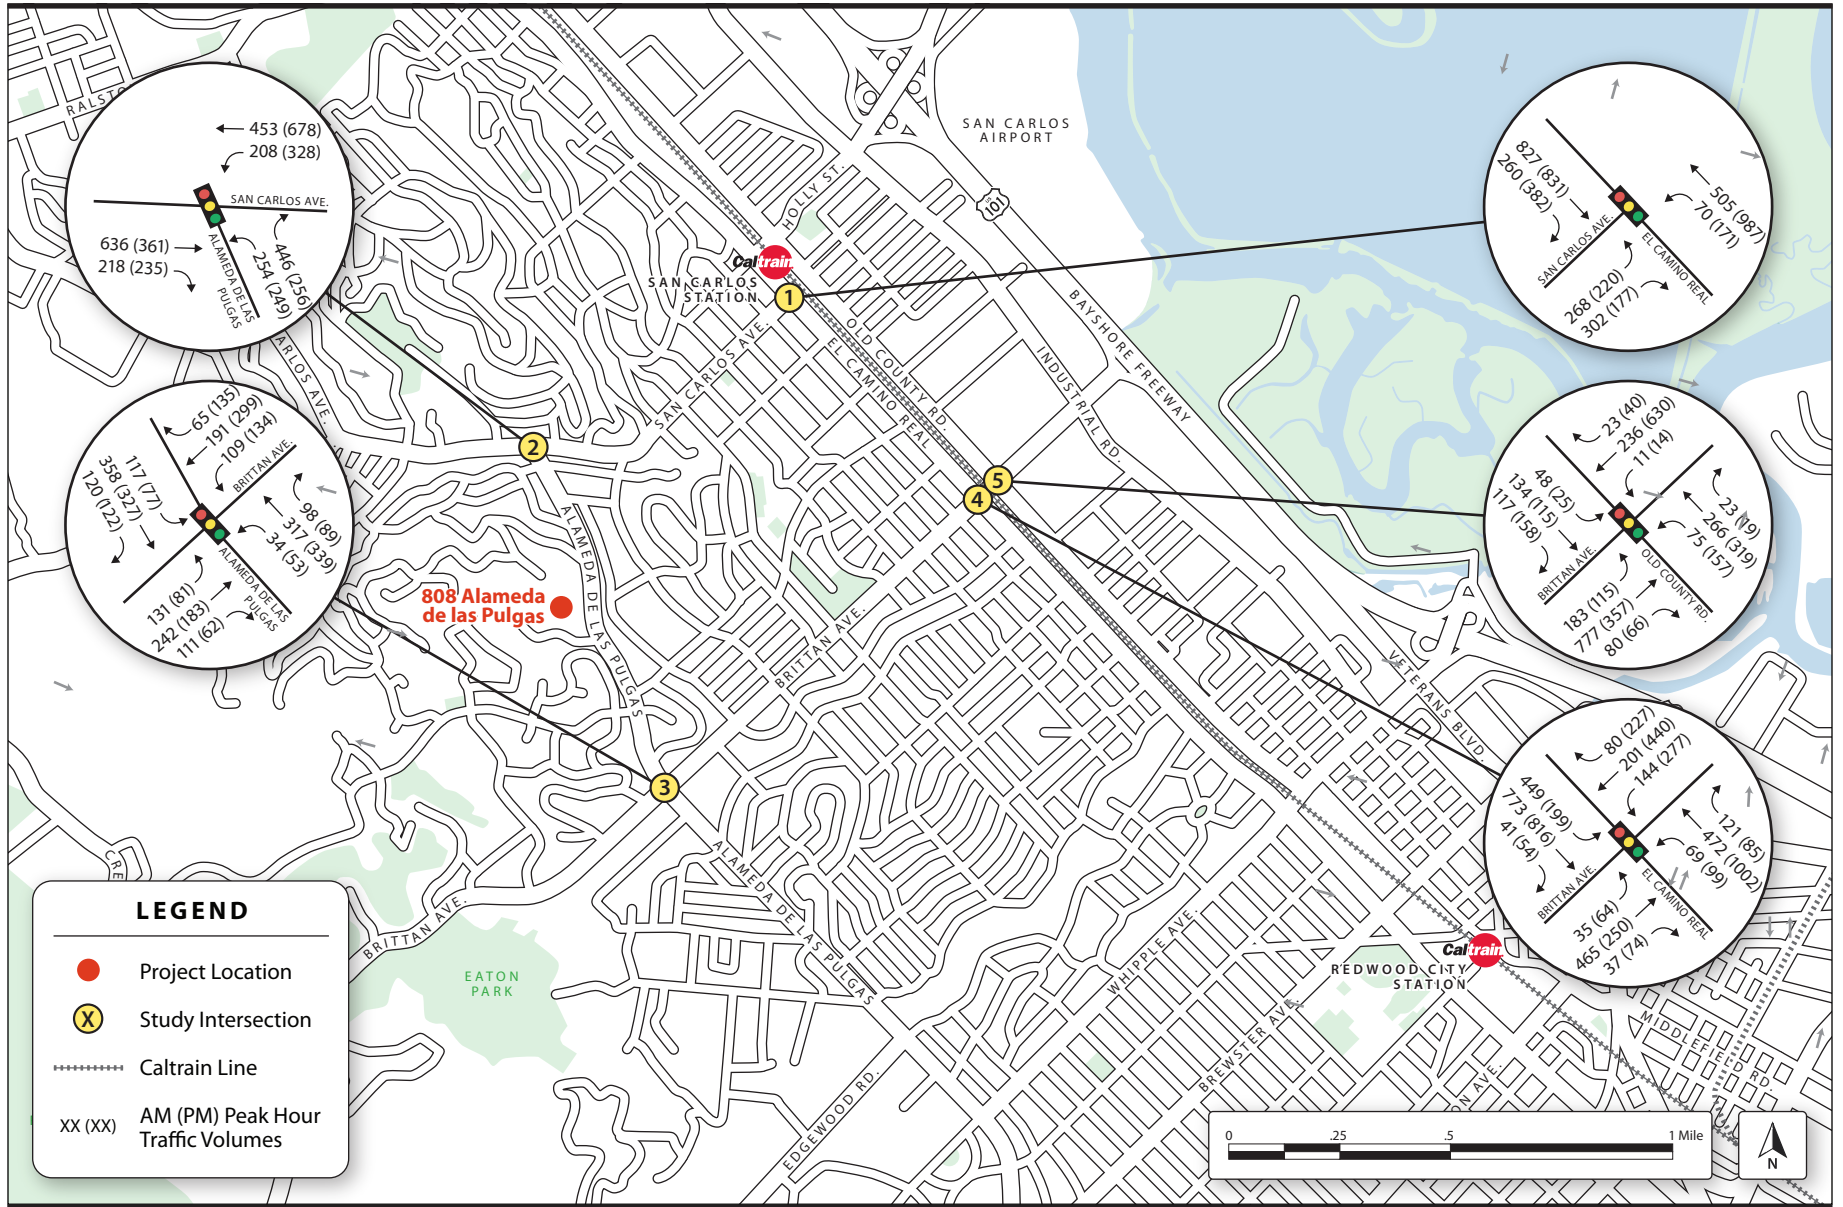 RALSTO
453 (678)
208 (328)
SAN CARLOS AVE.
636 (361)
218 (235)
ALAMEDA DE LAS
PULGAS
254 (249)
446 (256)
SAN CARLOS
AIRPORT
HOLLY ST.
U.S.
101
Caltrain
SAN CARLOS
STATION
1
827 (831)
260 (382)
505 (987)
70 (171)
SAN CARLOS AVE.
EL CAMINO REAL
268 (220)
302 (177)
ARLOS AVE.
SAN CARLOS AVE.
OLD COUNTY RD.
EL CAMINO REAL
INDUSTRIAL RD.
BAYSHORE FREEWAY
65 (135)
191 (299)
109 (134)
117 (77)
358 (327)
120 (122)
BRITTAN AVE.
98 (89)
317 (339)
34 (53)
ALAMEDA DE LAS
PULGAS
131 (81)
242 (183)
111 (62)
2
5
4
23 (40)
236 (630)
11 (14)
48 (25)
134 (115)
117 (158)
23 (19)
266 (319)
75 (157)
BRITTAN AVE.
OLD COUNTY RD.
183 (115)
777 (357)
80 (66)
808 Alameda
de las Pulgas
ALAMEDA DE LAS PULGAS
BRITTAN AVE.
VETERANS BLVD.
3
80 (227)
201 (440)
144 (277)
449 (199)
773 (816)
41 (54)
121 (85)
472 (1002)
69 (99)
BRITTAN AVE.
EL CAMINO REAL
35 (64)
465 (250)
37 (74)
CRE
ALAMEDA DE LAS PULGAS
BRITTAN AVE.
EATON
PARK
WHIPPLE AVE.
Caltrain
REDWOOD CITY
STATION
BREWSTER AVE.
MIDDLEFIELD RD.
EDGEWOOD RD.
ON AVE.
LEGEND
Project Location
X
Study Intersection
Caltrain Line
XX (XX)
AM (PM) Peak Hour
Traffic Volumes
0 .25 .5 1 Mile
N